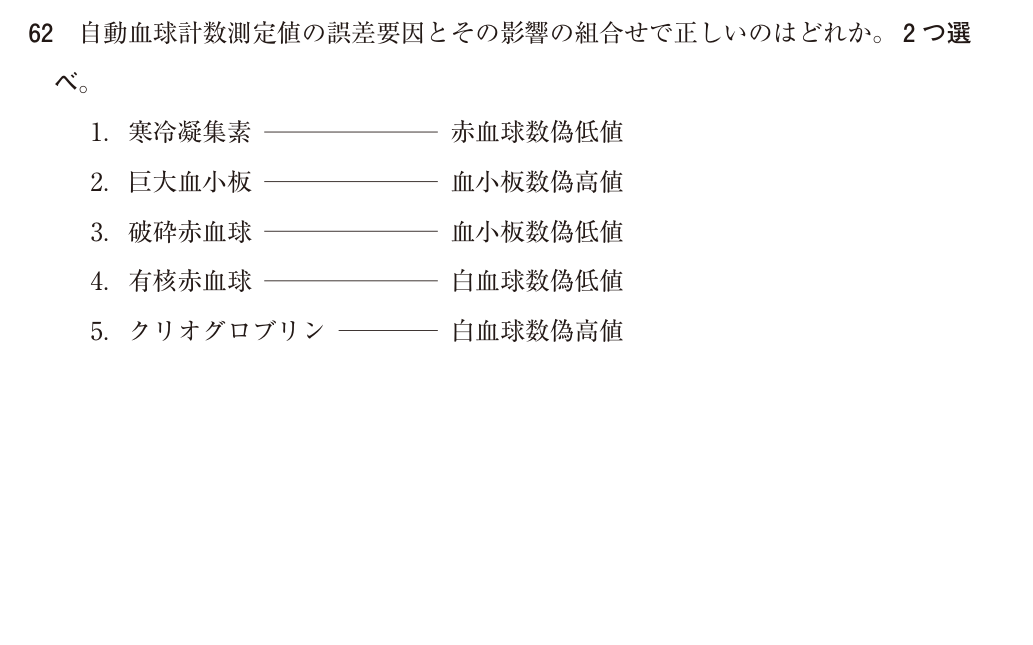 62 自動血球計数測定値の誤差要因とその影響の組合せで正しいのはどれか。2つ選
べ。
1. 寒冷凝集素 ――――――― 赤血球数偽低値
2. 巨大血小板 ――――――― 血小板数偽高値
3. 破砕赤血球 ――――――― 血小板数偽低値
4. 有核赤血球 ――――――― 白血球数偽低値
5. クリオグロブリン ―――― 白血球数偽高値